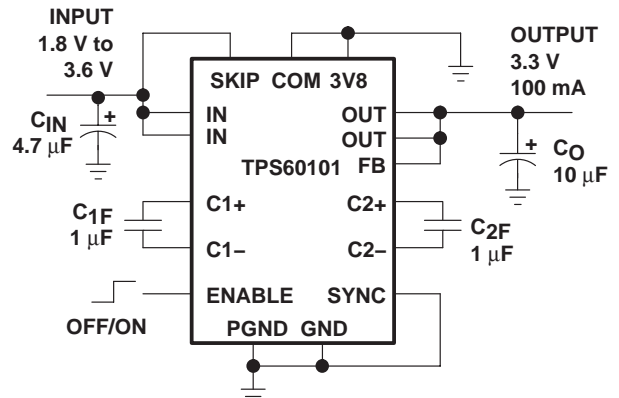 INPUT
1.8 V to
3.6 V
OUTPUT
3.3 V
100 mA
SKIP COM 3V8
IN OUT
IN OUT
TPS60101 FB
CIN
+
4.7 μF
+
CO
10 μF
C1+ C2+
C1F
1 μF
C2F
1 μF
C1– C2–
ENABLE SYNC
OFF/ON
PGND GND